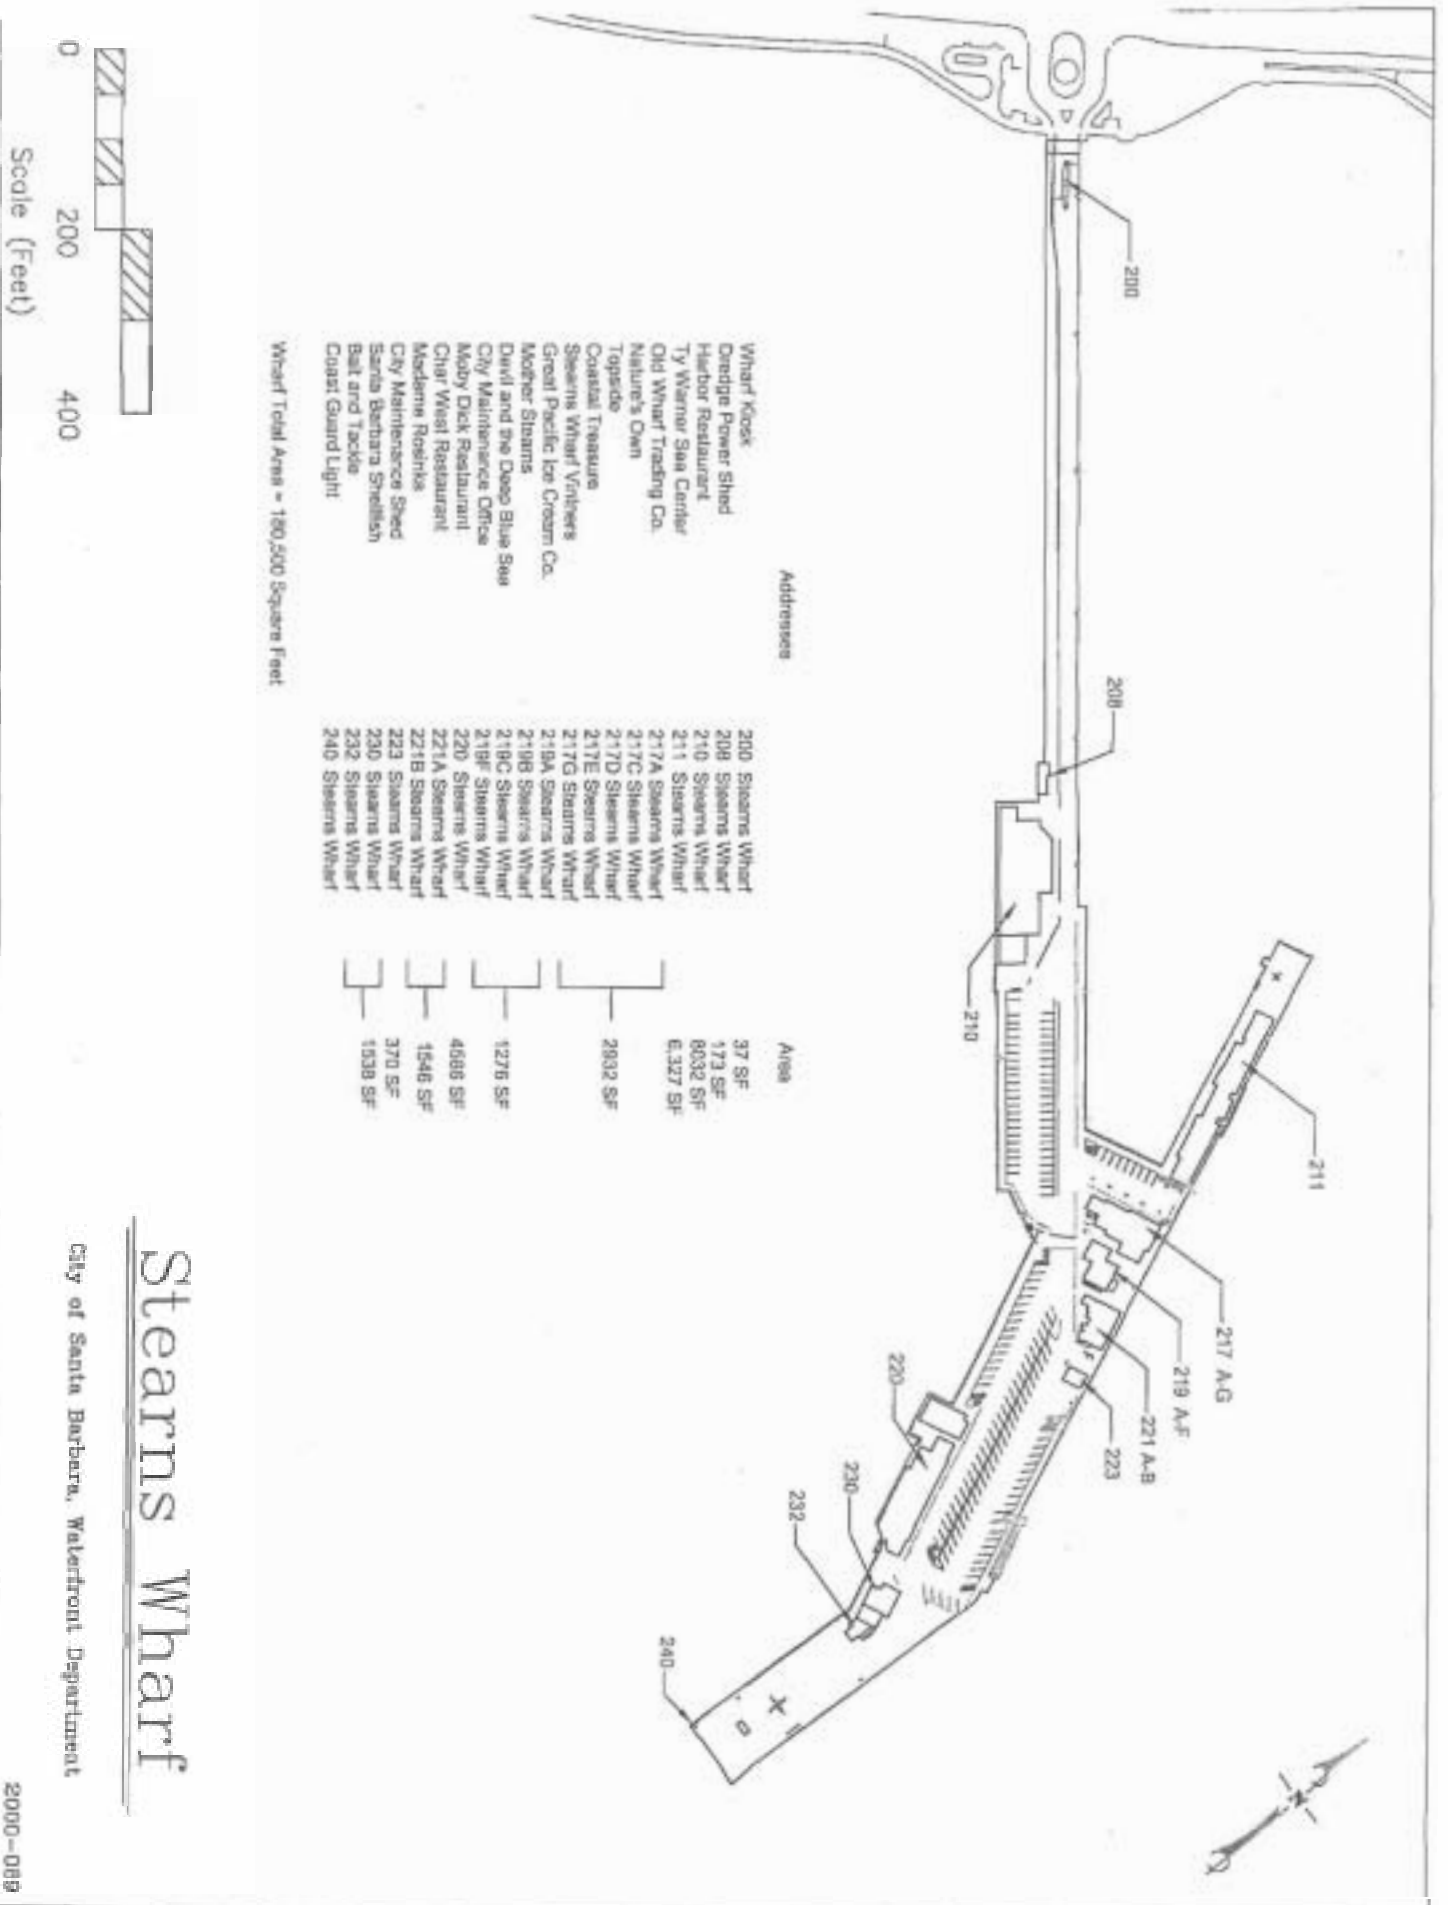 200
208
210
211
217 A-G
219 A-F
221 A-B
223
220
230
232
240
N
Addresses Area
Wharf Kiosk 200 Stearns Wharf 37 SF
Dredge Power Shed 208 Stearns Wharf 173 SF
Harbor Restaurant 210 Stearns Wharf 8032 SF
Ty Warner Sea Center 211 Stearns Wharf 6,327 SF
Old Wharf Trading Co. 217A Stearns Wharf
Nature's Own 217C Stearns Wharf
Topside 217D Stearns Wharf 2932 SF
Coastal Treasure 217E Stearns Wharf
Stearns Wharf Vintners 217G Stearns Wharf
Great Pacific Ice Cream Co. 219A Stearns Wharf
Mother Stearns 219B Stearns Wharf
Devil and the Deep Blue Sea 219C Stearns Wharf 1276 SF
City Maintenance Office 219F Stearns Wharf
Moby Dick Restaurant 220 Stearns Wharf 4586 SF
Char West Restaurant 221A Stearns Wharf
Madame Rosinka 221B Stearns Wharf 1546 SF
City Maintenance Shed 223 Stearns Wharf 370 SF
Santa Barbara Shellfish 230 Stearns Wharf 1538 SF
Bait and Tackle 232 Stearns Wharf
Coast Guard Light 240 Stearns Wharf
Wharf Total Area = 180,500 Square Feet
0 200 400
Scale (Feet)
Stearns Wharf
City of Santa Barbara, Waterfront Department
2000-089